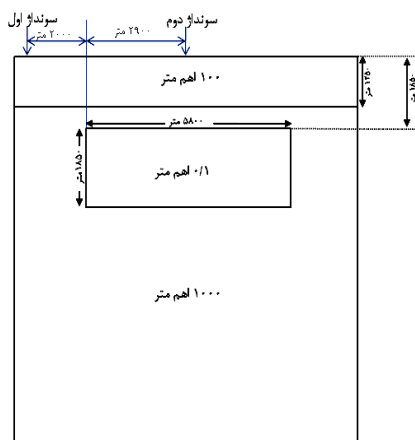 سونداژ اول
سونداژ دوم
۲۰۰۰ متر
۲۹۰۰ متر
۱۰۰ اهم متر
۱۲۵۰ متر
۱۸۵۰ متر
۵۸۰۰ متر
۱۸۵۰ متر
۰/۱ اهم متر
۱۰۰۰ اهم متر